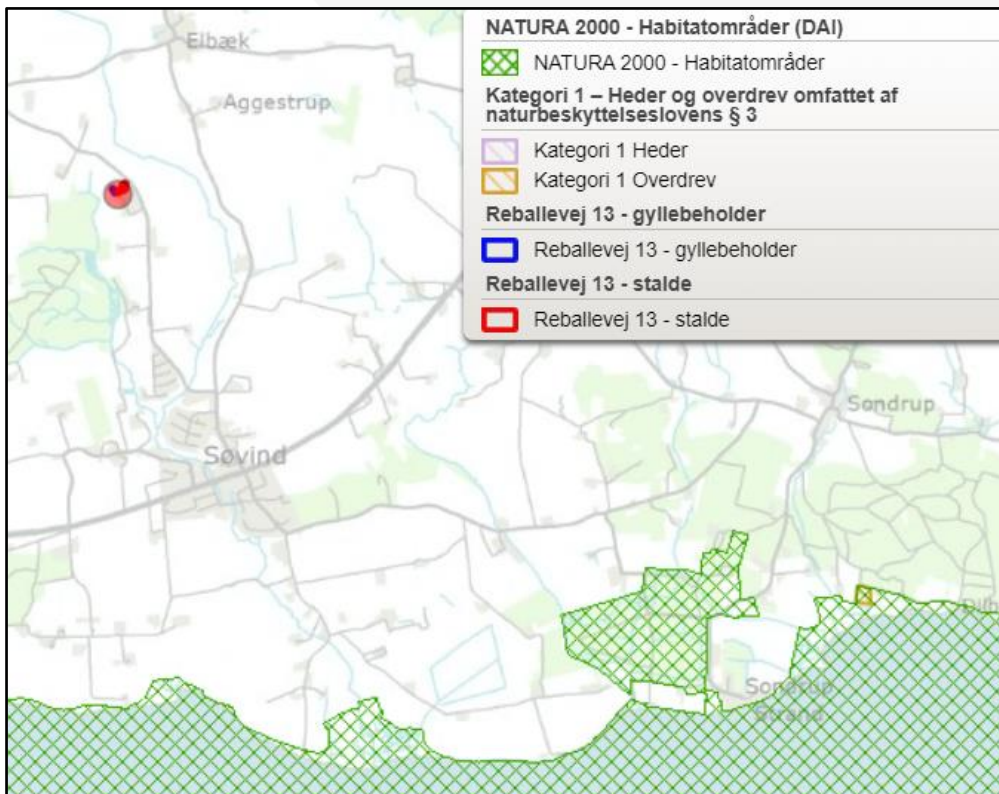 NATURA 2000 - Habitatområder (DAI)
NATURA 2000 - Habitatområder
Kategori 1 – Heder og overdrev omfattet af
naturbeskyttelseslovens § 3
Kategori 1 Heder
Kategori 1 Overdrev
Reballevej 13 - gyllebeholder
Reballevej 13 - gyllebeholder
Reballevej 13 - stalde
Reballevej 13 - stalde
Elbæk
Aggestrup
Søvind
Sondrup
Sondrup
Strand